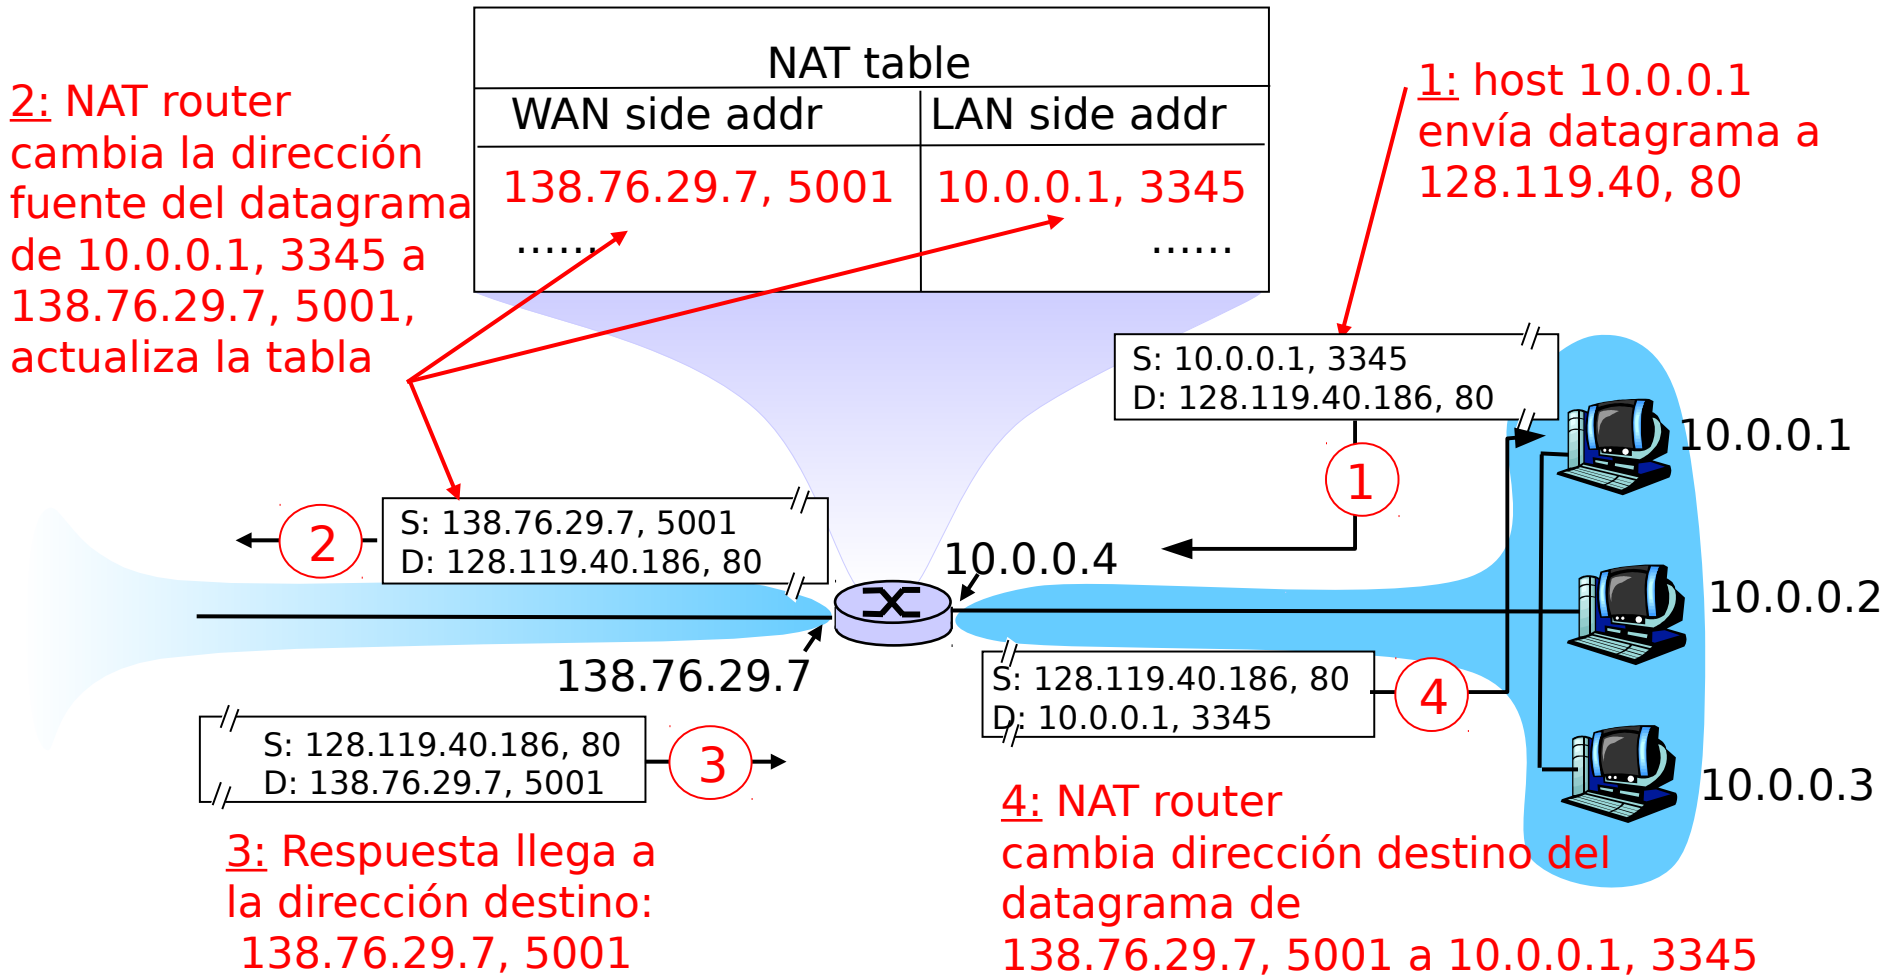 NAT table
WAN side addr
LAN side addr
138.76.29.7, 5001
10.0.0.1, 3345
......
......
2: NAT router
cambia la dirección
fuente del datagrama
de 10.0.0.1, 3345 a
138.76.29.7, 5001,
actualiza la tabla
1: host 10.0.0.1
envía datagrama a
128.119.40, 80
S: 10.0.0.1, 3345
D: 128.119.40.186, 80
1
10.0.0.1
2
S: 138.76.29.7, 5001
D: 128.119.40.186, 80
10.0.0.4
10.0.0.2
138.76.29.7
S: 128.119.40.186, 80
D: 10.0.0.1, 3345
4
S: 128.119.40.186, 80
D: 138.76.29.7, 5001
3
10.0.0.3
3: Respuesta llega a
la dirección destino:
138.76.29.7, 5001
4: NAT router
cambia dirección destino del
datagrama de
138.76.29.7, 5001 a 10.0.0.1, 3345